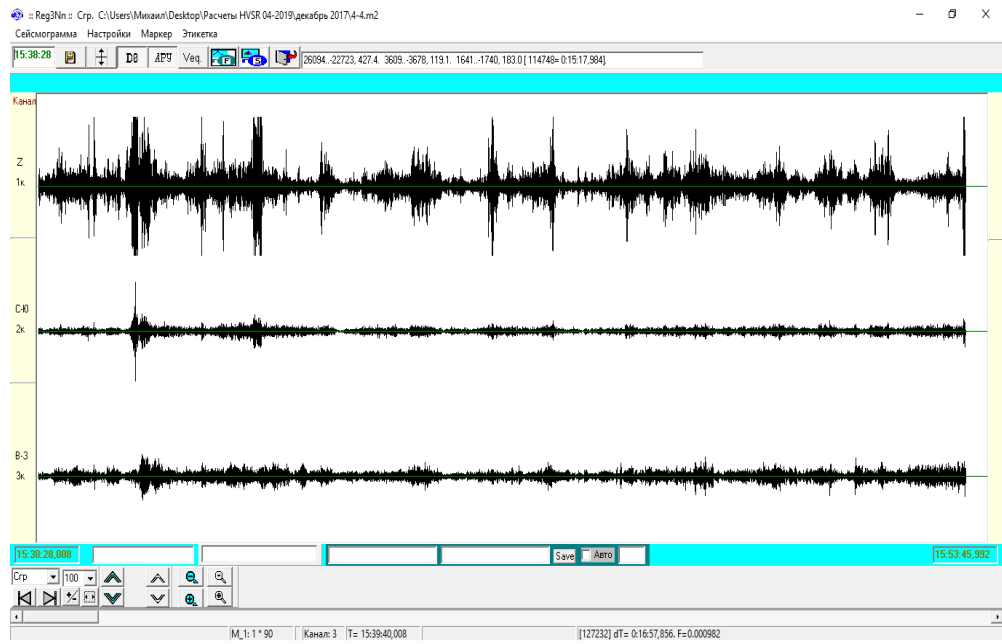 :: Reg3Nn :: Сгр. C:\Users\Михаил\Desktop\Расчеты HVSR 04-2019\декабрь 2017\4-4.m2
Сейсмограмма Настройки Маркер Этикетка
15:38:28 D0 АРУ Veq. F S 26094..-22723, 427.4. 3609..-3678, 119.1. 1641..-1740, 183.0 [ 114748= 0:15:17,984].
Канал
Z
1к
С-Ю
2к
В-З
3к
15:38:28,008 Save Авто 15:53:45,992
Сгр 100
M_1: 1 * 90 Канал: 3 T= 15:39:40,008 [127232] dT= 0:16:57,856. F=0.000982